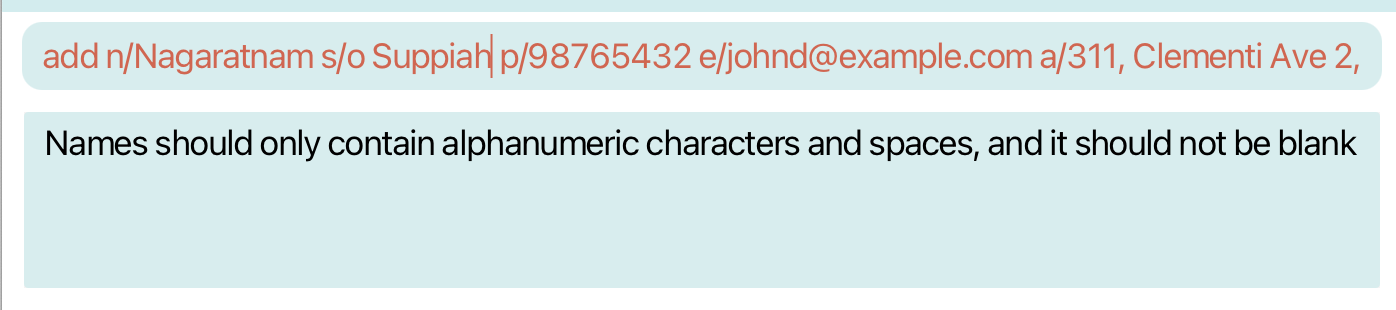 add n/Nagaratnam s/o Suppiah p/98765432 e/johnd@example.com a/311, Clementi Ave 2,
Names should only contain alphanumeric characters and spaces, and it should not be blank